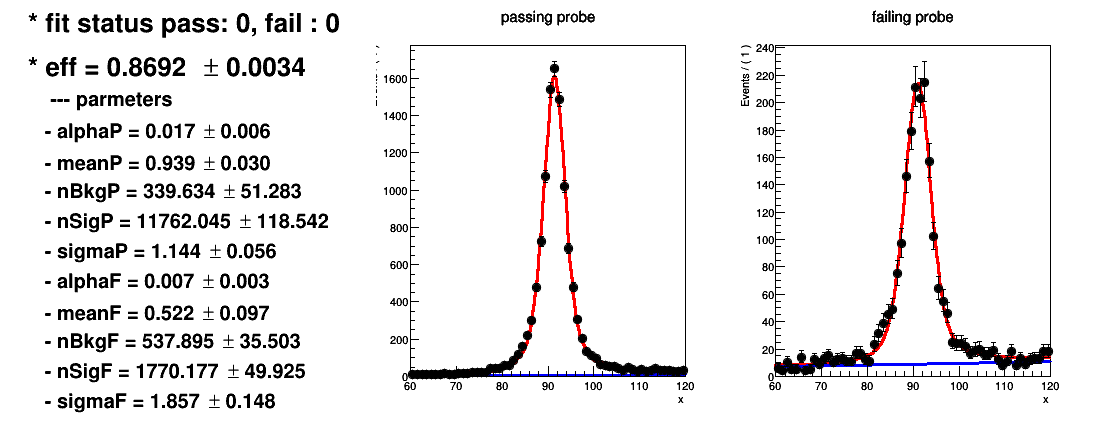 * fit status pass: 0, fail : 0
* eff = 0.8692 ± 0.0034
--- parmeters
- alphaP = 0.017 ± 0.006
- meanP = 0.939 ± 0.030
- nBkgP = 339.634 ± 51.283
- nSigP = 11762.045 ± 118.542
- sigmaP = 1.144 ± 0.056
- alphaF = 0.007 ± 0.003
- meanF = 0.522 ± 0.097
- nBkgF = 537.895 ± 35.503
- nSigF = 1770.177 ± 49.925
- sigmaF = 1.857 ± 0.148
passing probe
1600
1400
1200
1000
800
600
400
200
0
60 70 80 90 100 110 120
x
failing probe
Events / ( 1 )
240
220
200
180
160
140
120
100
80
60
40
20
0
60 70 80 90 100 110 120
x